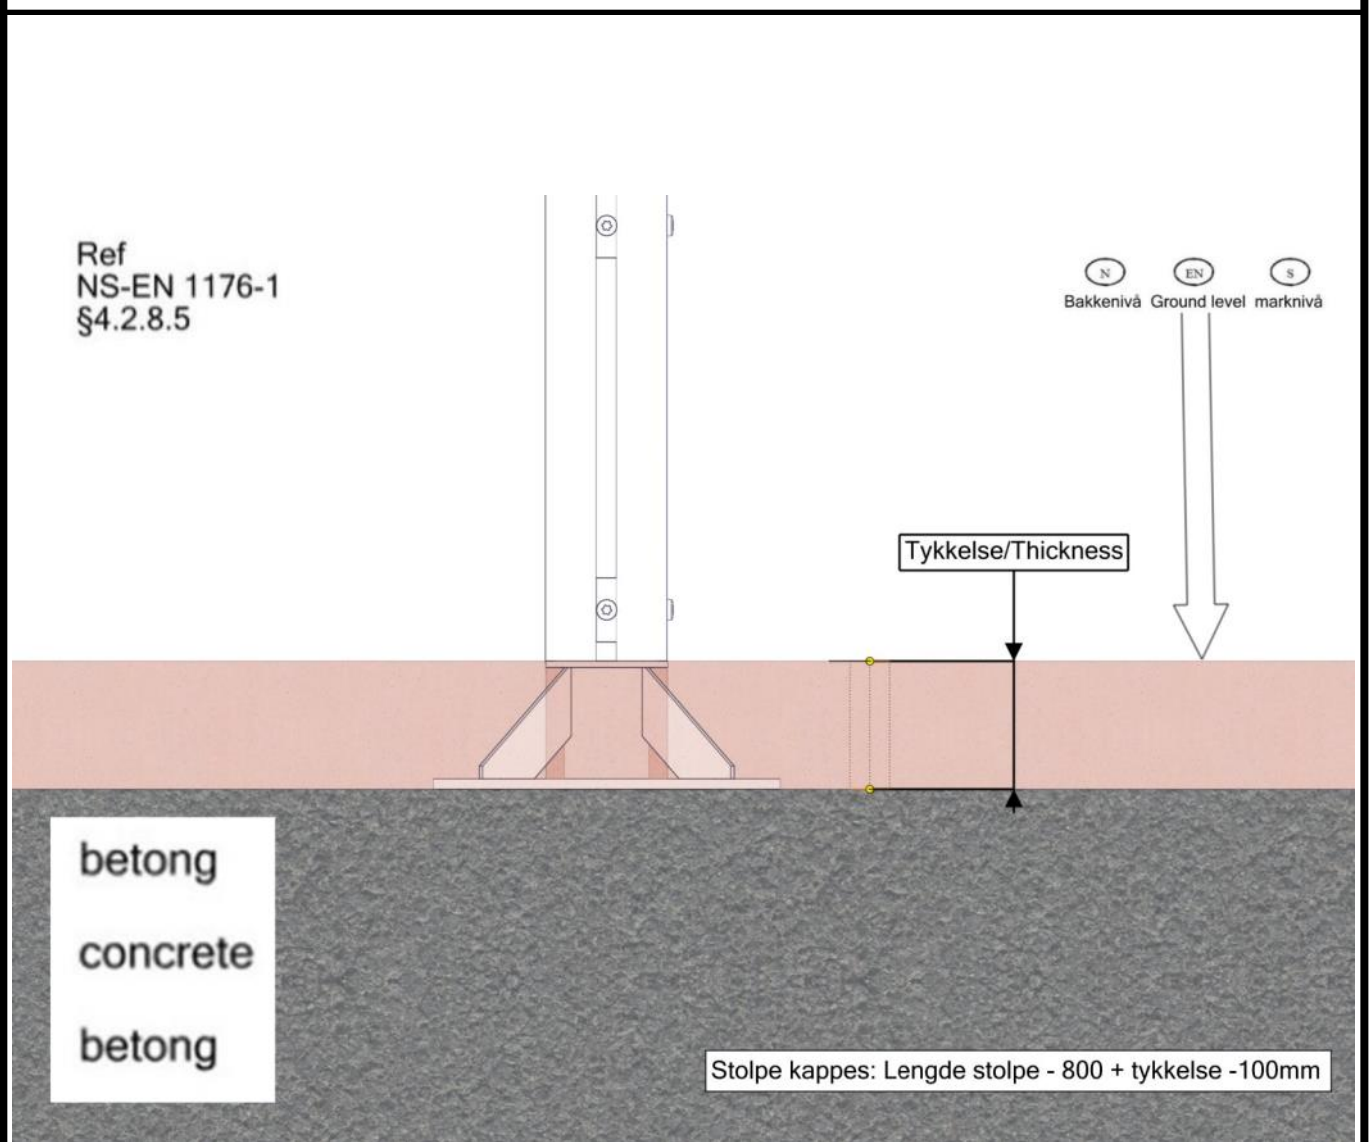 Ref
NS-EN 1176-1
§4.2.8.5
N EN S
Bakkenivå Ground level marknivå
Tykkelse/Thickness
betong
concrete
betong
Stolpe kappes: Lengde stolpe - 800 + tykkelse -100mm